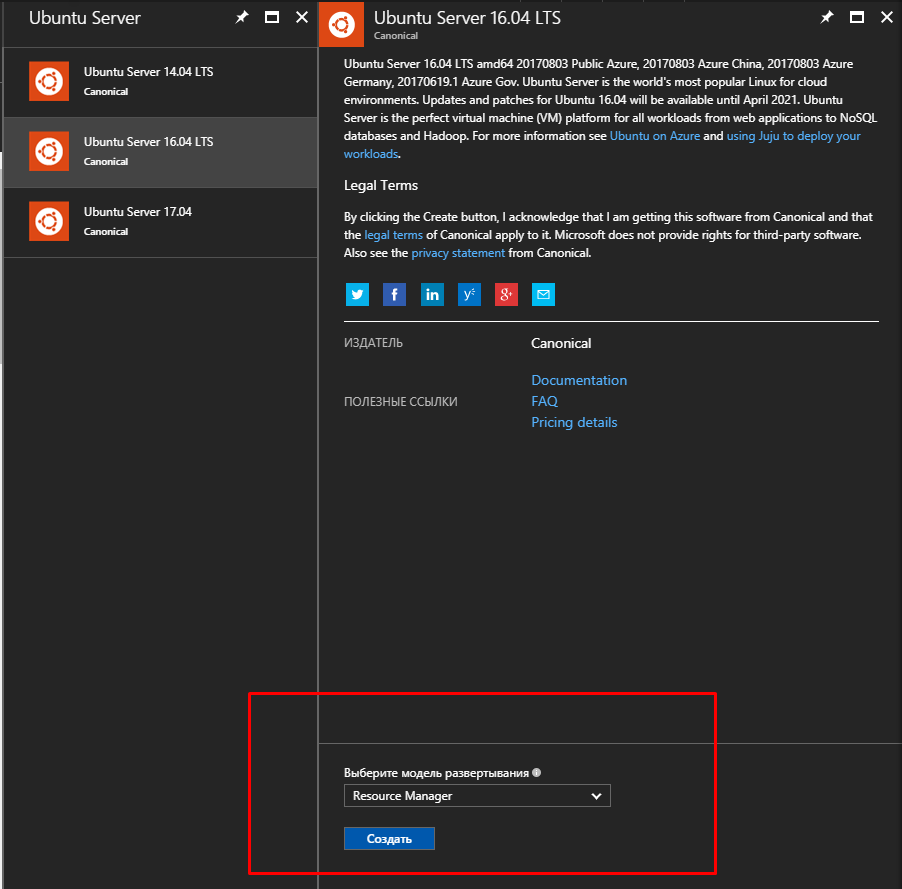 Ubuntu Server
Ubuntu Server 14.04 LTS
Canonical
Ubuntu Server 16.04 LTS
Canonical
Ubuntu Server 17.04
Canonical
Ubuntu Server 16.04 LTS
Canonical
Ubuntu Server 16.04 LTS amd64 20170803 Public Azure, 20170803 Azure China, 20170803 Azure
Germany, 20170619.1 Azure Gov. Ubuntu Server is the world's most popular Linux for cloud
environments. Updates and patches for Ubuntu 16.04 will be available until April 2021. Ubuntu
Server is the perfect virtual machine (VM) platform for all workloads from web applications to NoSQL
databases and Hadoop. For more information see Ubuntu on Azure and using Juju to deploy your
workloads.
Legal Terms
By clicking the Create button, I acknowledge that I am getting this software from Canonical and that
the legal terms of Canonical apply to it. Microsoft does not provide rights for third-party software.
Also see the privacy statement from Canonical.
ИЗДАТЕЛЬ Canonical
Documentation
ПОЛЕЗНЫЕ ССЫЛКИ FAQ
Pricing details
Выберите модель развертывания
Resource Manager
Создать